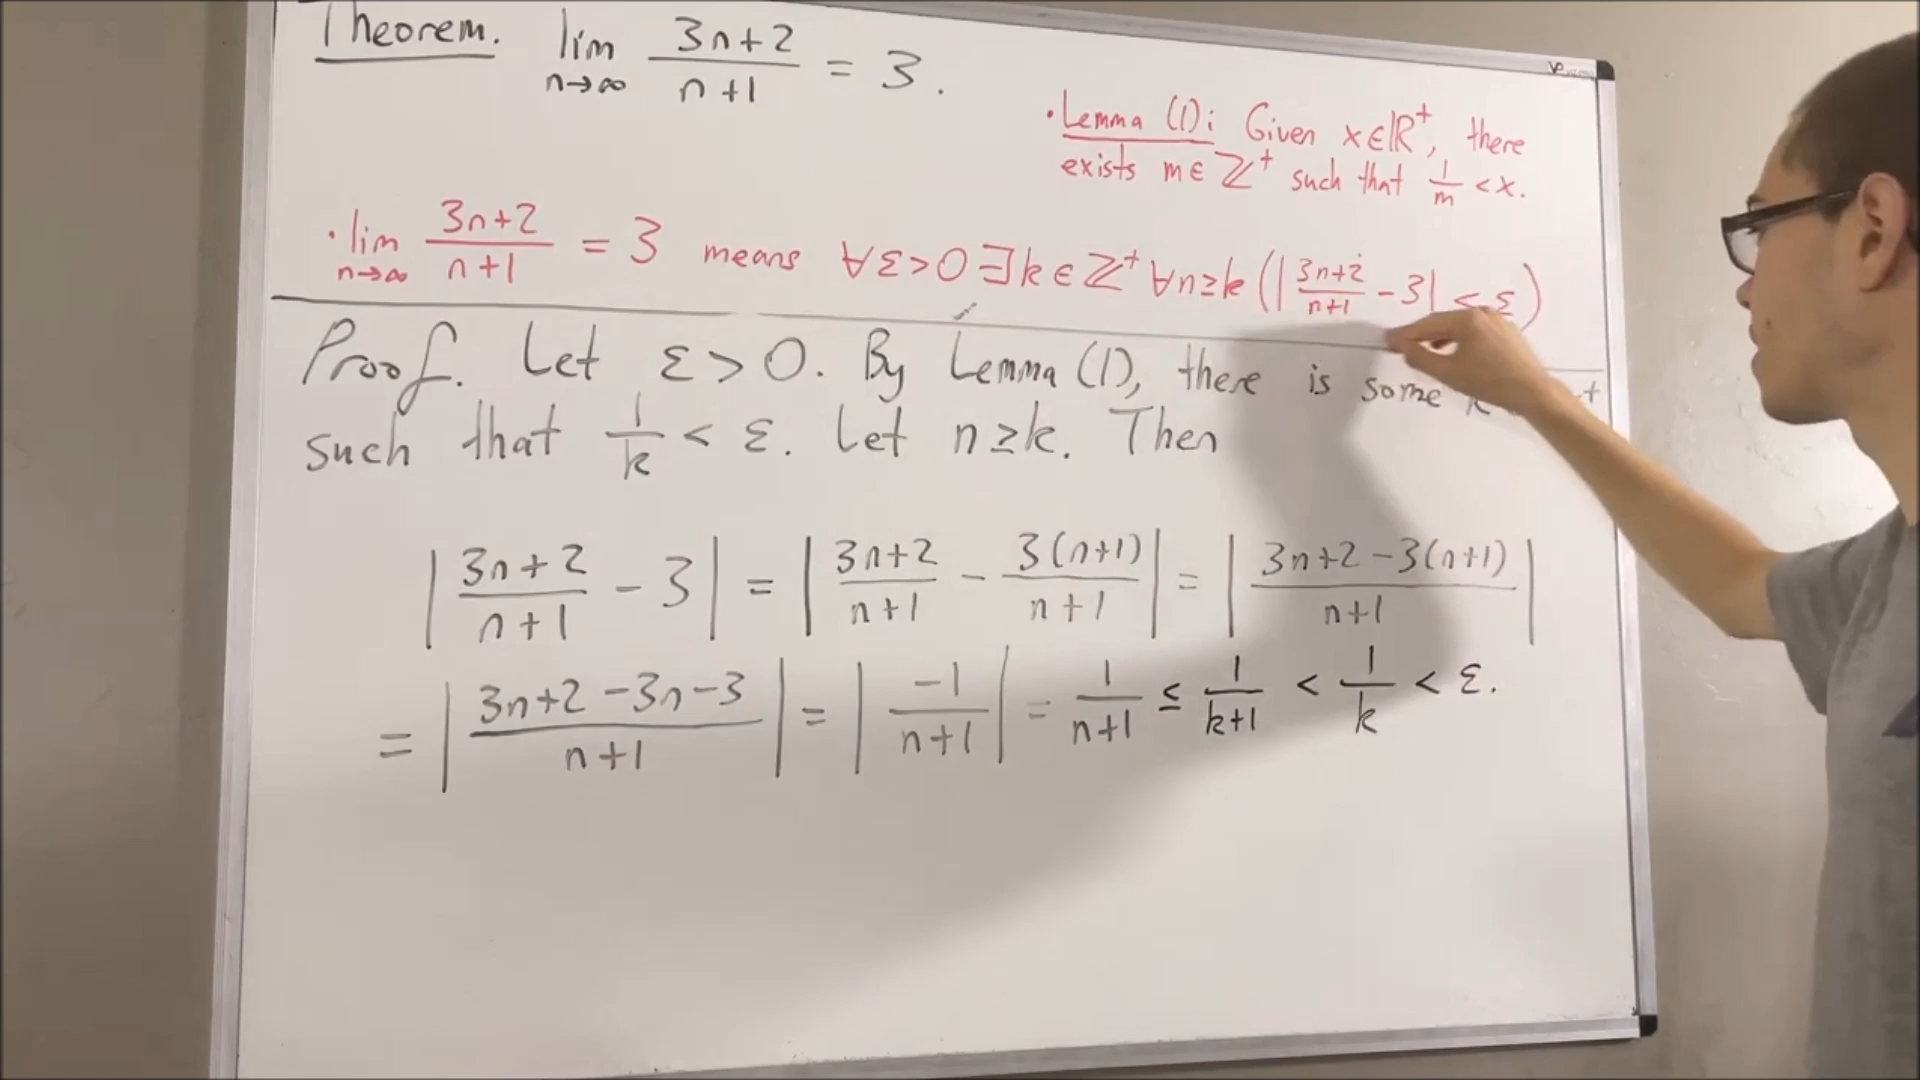 Theorem. lim n→∞ (3n+2)/(n+1) = 3.
• Lemma (1): Given x∈ℝ⁺, there
exists m∈ℤ⁺ such that 1/m < x.
• lim n→∞ (3n+2)/(n+1) = 3 means ∀ε>0 ∃k∈ℤ⁺ ∀n≥k (|(3n+2)/(n+1) - 3| < ε)
Proof. Let ε > 0. By Lemma (1), there is some
such that 1/k < ε. Let n≥k. Then
|(3n+2)/(n+1) - 3| = |(3n+2)/(n+1) - 3(n+1)/(n+1)| = |(3n+2-3(n+1))/(n+1)|
= |(3n+2-3n-3)/(n+1)| = |-1/(n+1)| = 1/(n+1) ≤ 1/(k+1) < 1/k < ε.